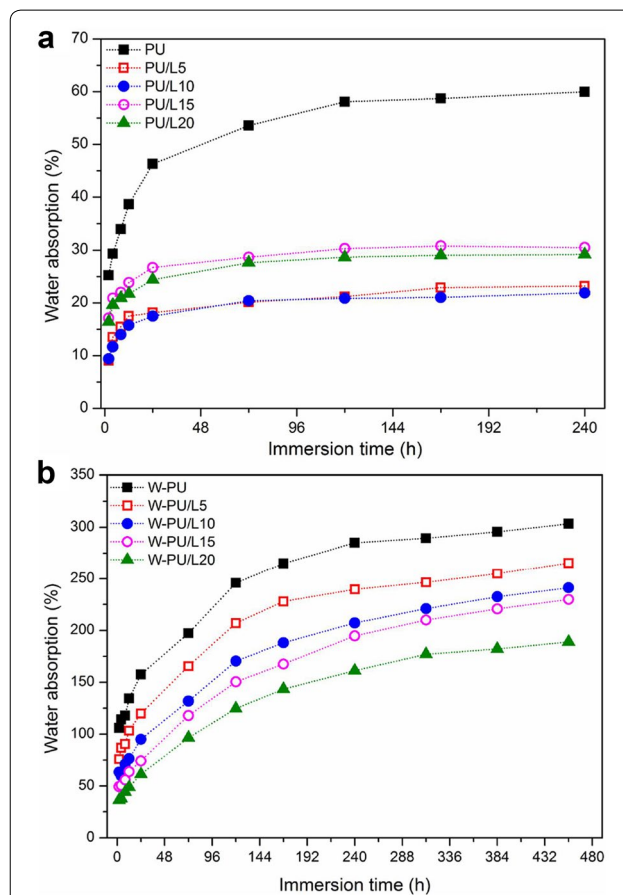 a
70
60
50
40
30
20
10
0
Water absorption (%)
PU
PU/L5
PU/L10
PU/L15
PU/L20
0 48 96 144 192 240
Immersion time (h)
b
350
300
250
200
150
100
50
0
Water absorption (%)
W-PU
W-PU/L5
W-PU/L10
W-PU/L15
W-PU/L20
0 48 96 144 192 240 288 336 384 432 480
Immersion time (h)